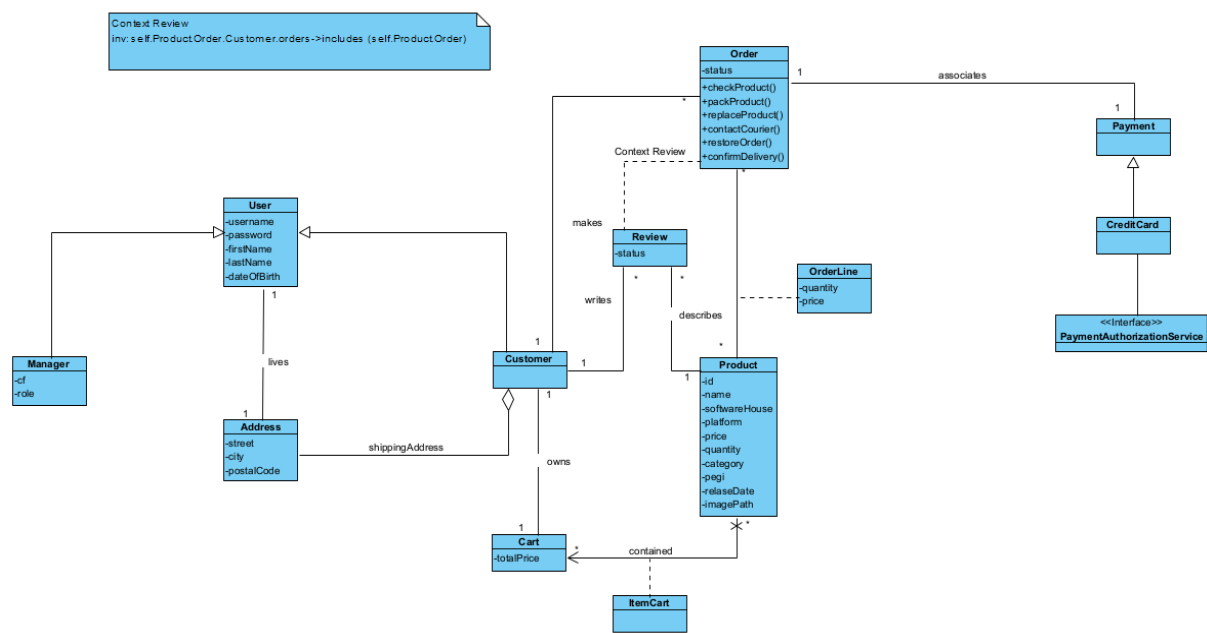 Context Review
inv: self.Product.Order.Customer.orders->includes (self.Product.Order)
Order
-status
+checkProduct()
+packProduct()
+replaceProduct()
+contactCourier()
+restoreOrder()
+confirmDelivery()
1
associates
1
Payment
*
Context Review
*
CreditCard
<<Interface>>
PaymentAuthorizationService
User
-username
-password
-firstName
-lastName
-dateOfBirth
1
makes
Review
-status
*
*
OrderLine
-quantity
-price
writes
describes
*
Manager
-cf
-role
lives
1
Address
-street
-city
-postalCode
shippingAddress
1
Customer
1
1
1
Product
-id
-name
-softwareHouse
-platform
-price
-quantity
-category
-pegi
-relaseDate
-imagePath
owns
1
Cart
-totalPrice
*
contained
*
ItemCart